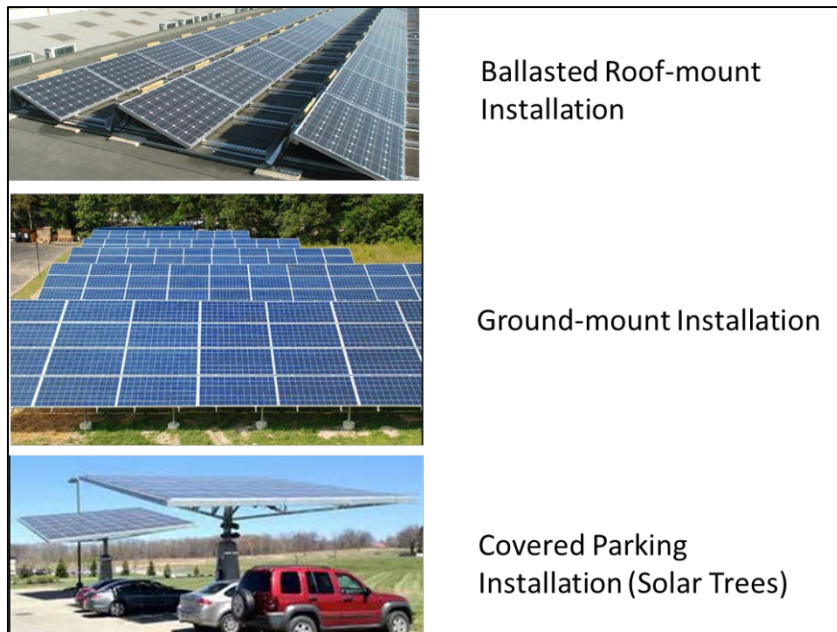 Ballasted Roof-mount
Installation
Ground-mount Installation
Covered Parking
Installation (Solar Trees)